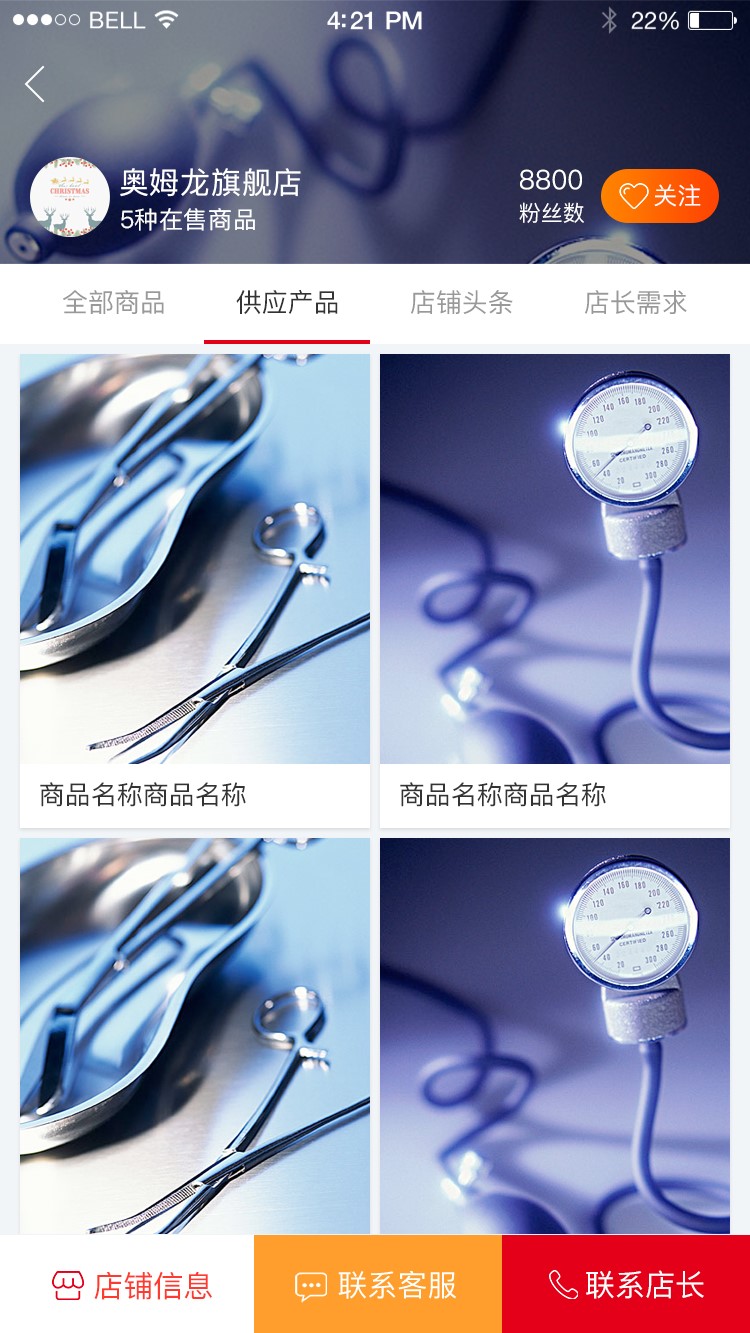 BELL 4:21 PM 22%
奥姆龙旗舰店
5种在售商品
8800
粉丝数
关注
全部商品 供应产品 店铺头条 店长需求
商品名称商品名称
商品名称商品名称
店铺信息 联系客服 联系店长